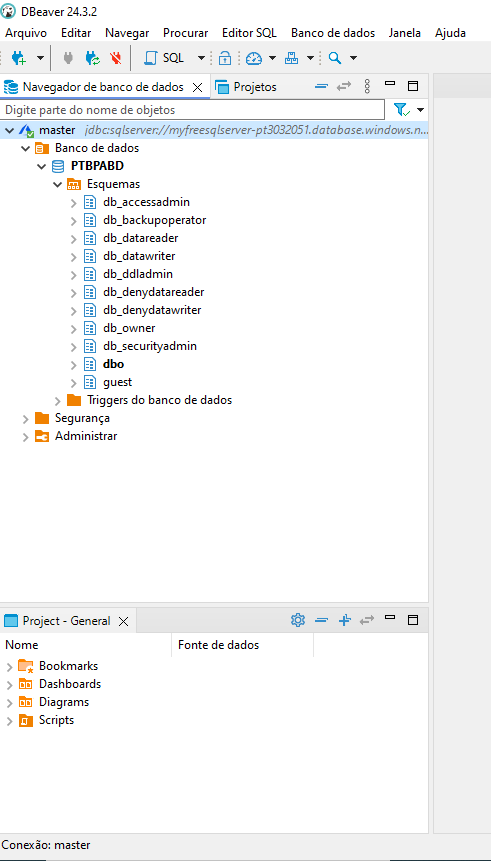 DBeaver 24.3.2
Arquivo Editar Navegar Procurar Editor SQL Banco de dados Janela Ajuda
SQL
Navegador de banco de dados Projetos
Digite parte do nome de objetos
master jdbc:sqlserver://myfreesqlserver-pt3032051.database.windows.n...
Banco de dados
PTBPABD
Esquemas
db_accessadmin
db_backupoperator
db_datareader
db_datawriter
db_ddladmin
db_denydatareader
db_denydatawriter
db_owner
db_securityadmin
dbo
guest
Triggers do banco de dados
Segurança
Administrar
Project - General
Nome Fonte de dados
Bookmarks
Dashboards
Diagrams
Scripts
Conexão: master